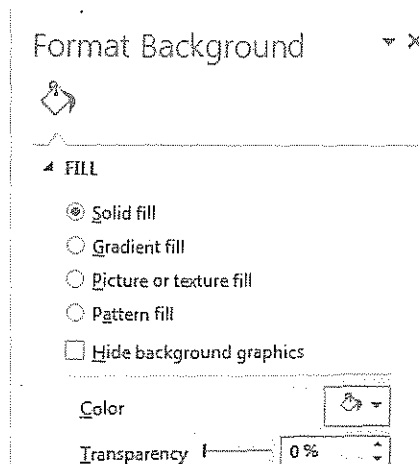 Format Background
FILL
Solid fill
Gradient fill
Picture or texture fill
Pattern fill
Hide background graphics
Color
Transparency 0 %